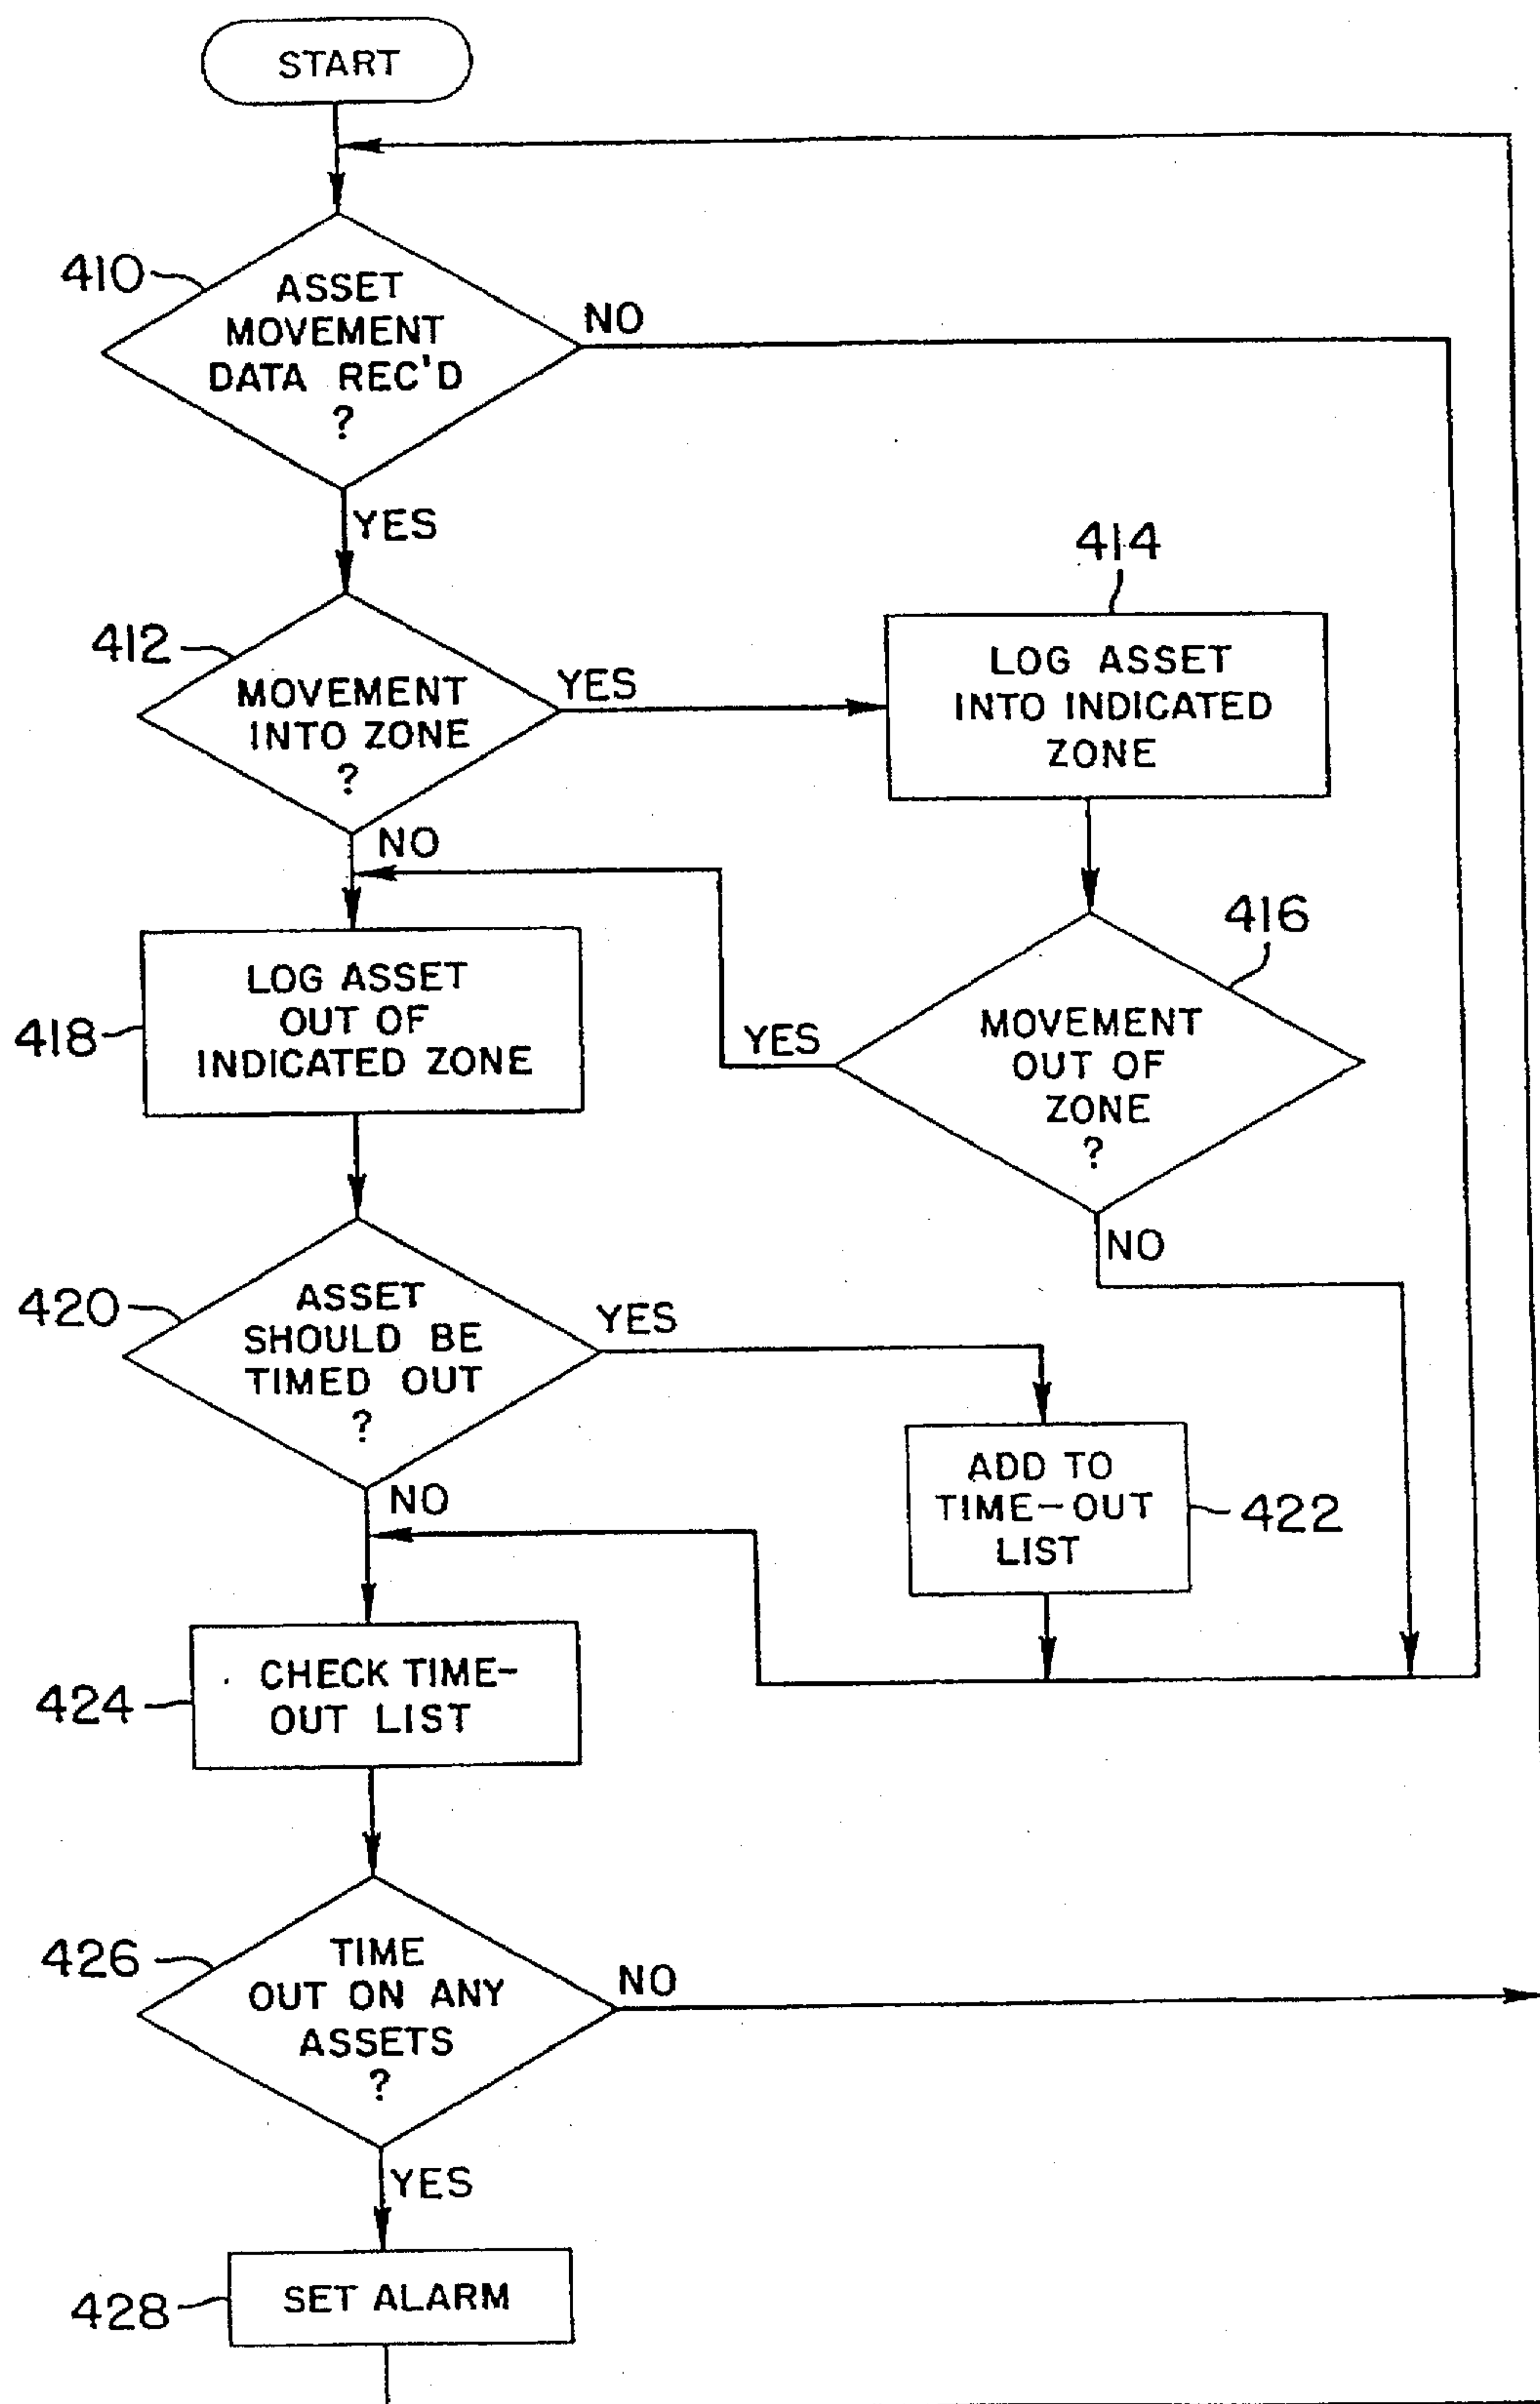 START
410
ASSET
MOVEMENT
DATA REC'D
?
NO
YES
412
MOVEMENT
INTO ZONE
?
YES
NO
414
LOG ASSET
INTO INDICATED
ZONE
416
MOVEMENT
OUT OF
ZONE
?
YES
NO
418
LOG ASSET
OUT OF
INDICATED ZONE
420
ASSET
SHOULD BE
TIMED OUT
?
YES
NO
ADD TO
TIME-OUT
LIST
422
424
CHECK TIME-
OUT LIST
426
TIME
OUT ON ANY
ASSETS
?
NO
YES
428
SET ALARM